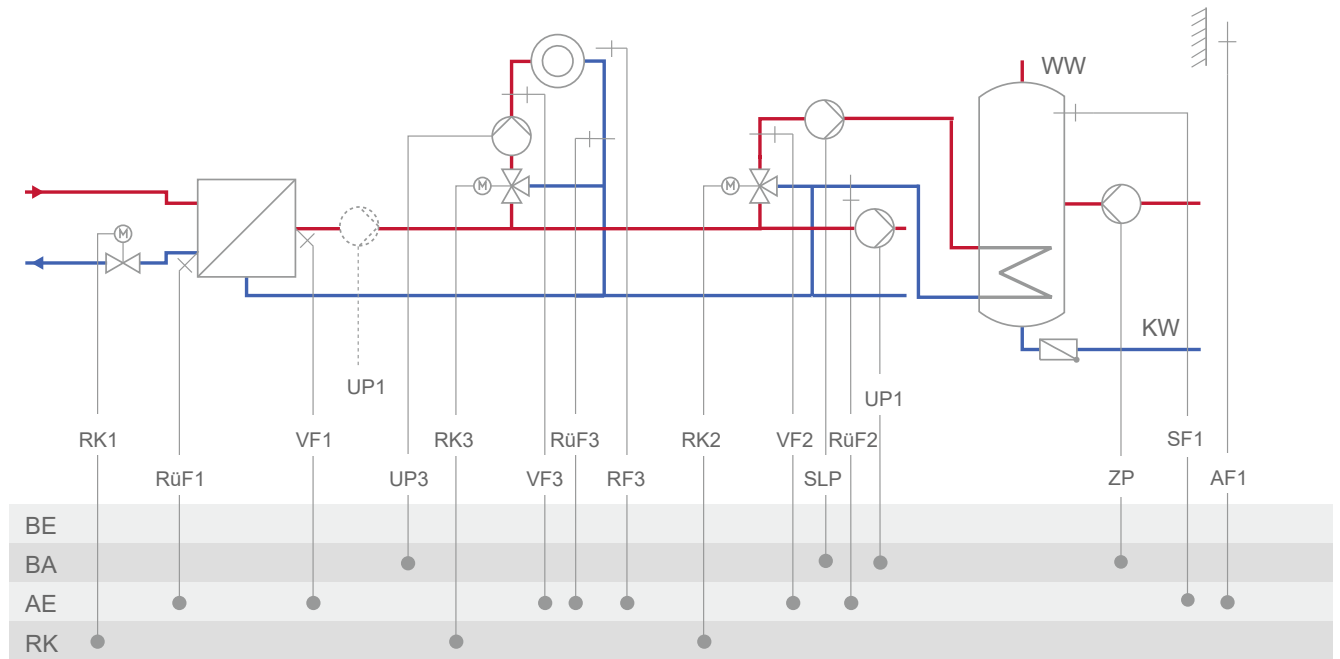 WW
M
M
M
KW
UP1
UP1
RK1
VF1
RK3
RüF3
RK2
VF2
RüF2
SF1
RüF1
UP3
VF3
RF3
SLP
ZP
AF1
BE
BA
AE
RK